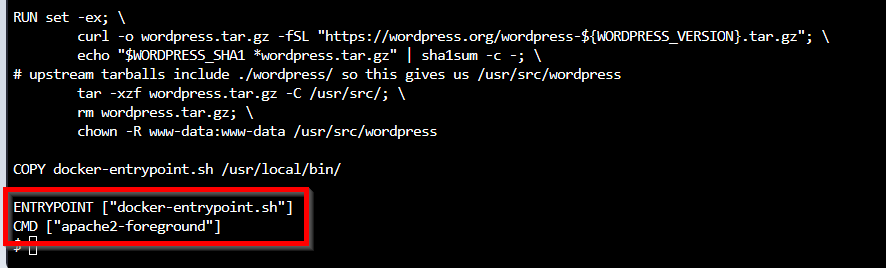 RUN set -ex; \
curl -o wordpress.tar.gz -fSL "https://wordpress.org/wordpress-${WORDPRESS_VERSION}.tar.gz"; \
echo "$WORDPRESS_SHA1 *wordpress.tar.gz" | sha1sum -c -; \
# upstream tarballs include ./wordpress/ so this gives us /usr/src/wordpress
tar -xzf wordpress.tar.gz -C /usr/src/; \
rm wordpress.tar.gz; \
chown -R www-data:www-data /usr/src/wordpress
COPY docker-entrypoint.sh /usr/local/bin/
ENTRYPOINT ["docker-entrypoint.sh"]
CMD ["apache2-foreground"]
$